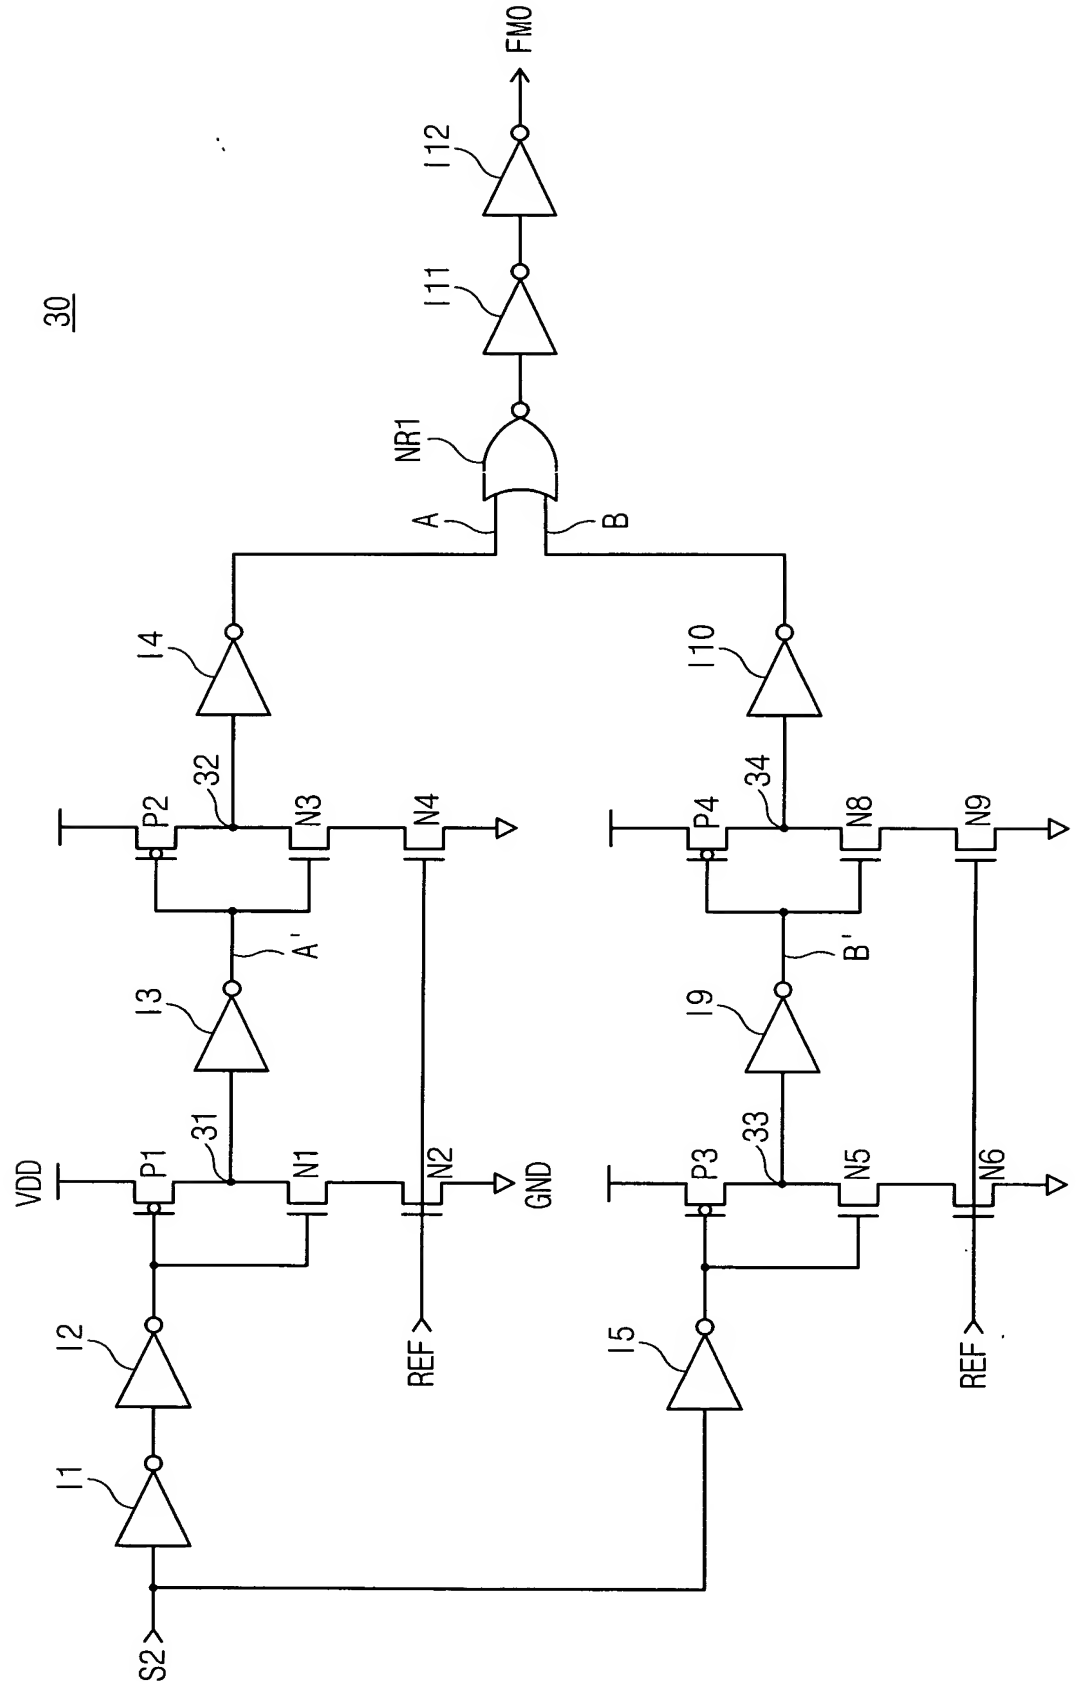 30
VDD
S2
I1
I2
P1
31
N1
N2
GND
REF
I3
A'
P2
32
N3
N4
I4
A
B
NR1
I11
I12
FM0
I5
P3
33
N5
N6
REF
I9
B'
P4
34
N8
N9
I10